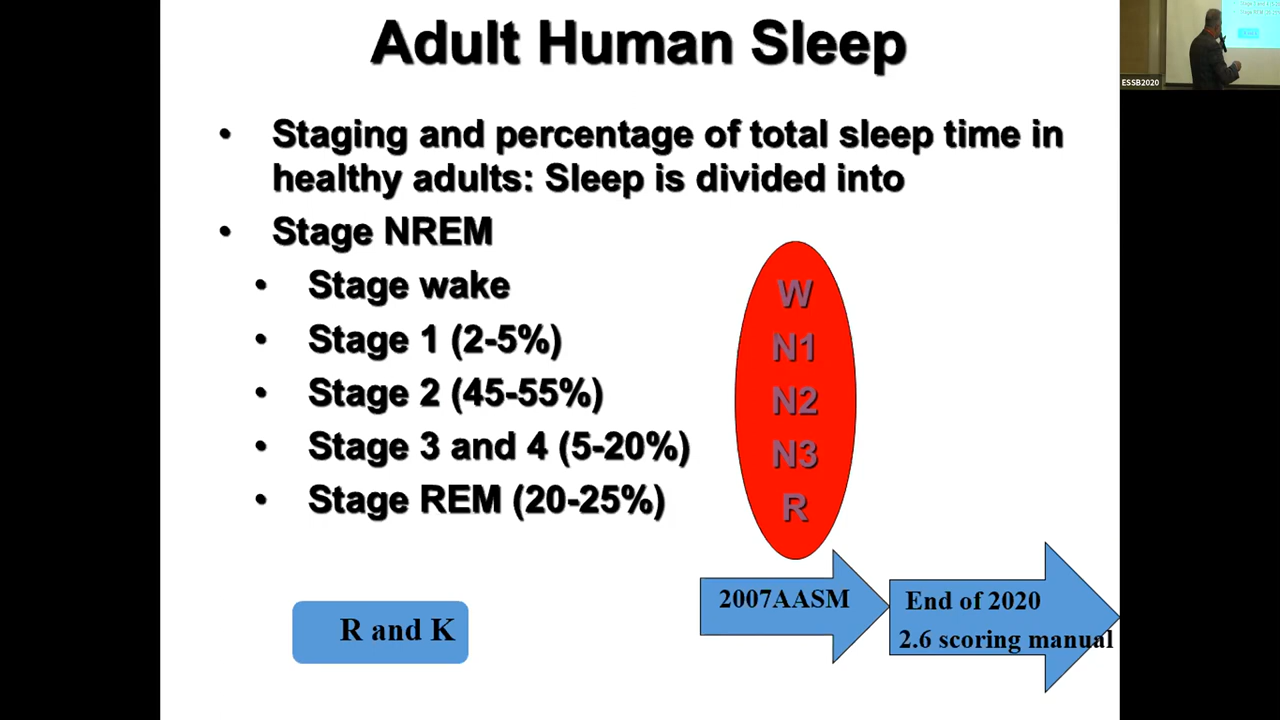 Adult Human Sleep
• Staging and percentage of total sleep time in
healthy adults: Sleep is divided into
• Stage NREM
• Stage wake
• Stage 1 (2-5%)
• Stage 2 (45-55%)
• Stage 3 and 4 (5-20%)
• Stage REM (20-25%)
W
N1
N2
N3
R
R and K
2007AASM
End of 2020
2.6 scoring manual
ESSB2020